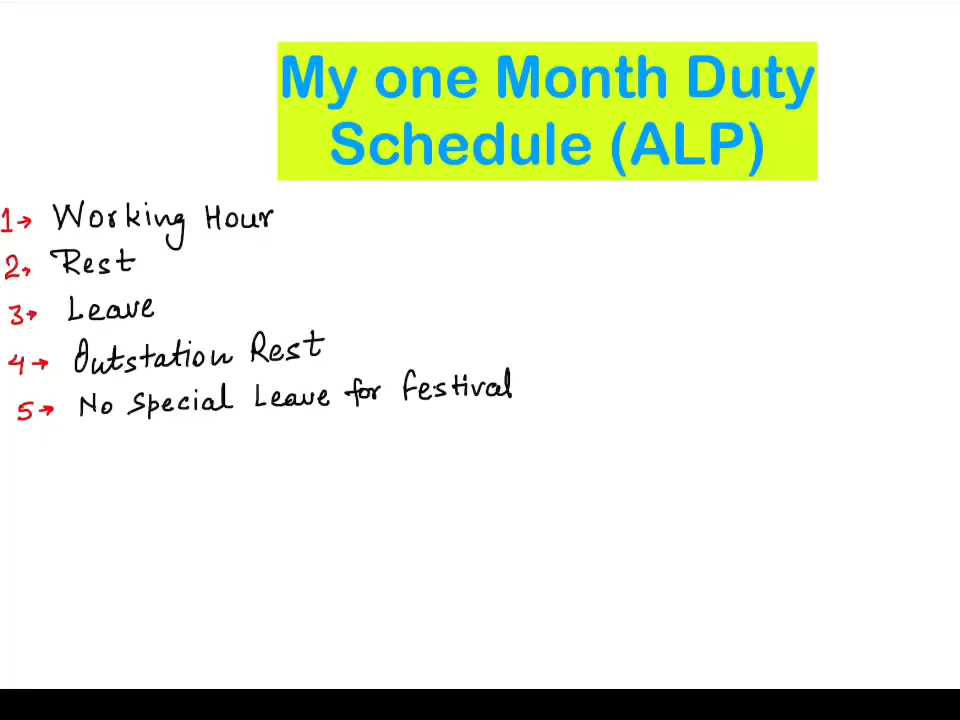 My one Month Duty
Schedule (ALP)
1→ Working Hour
2→ Rest
3→ Leave
4→ Outstation Rest
5→ No special Leave for festival